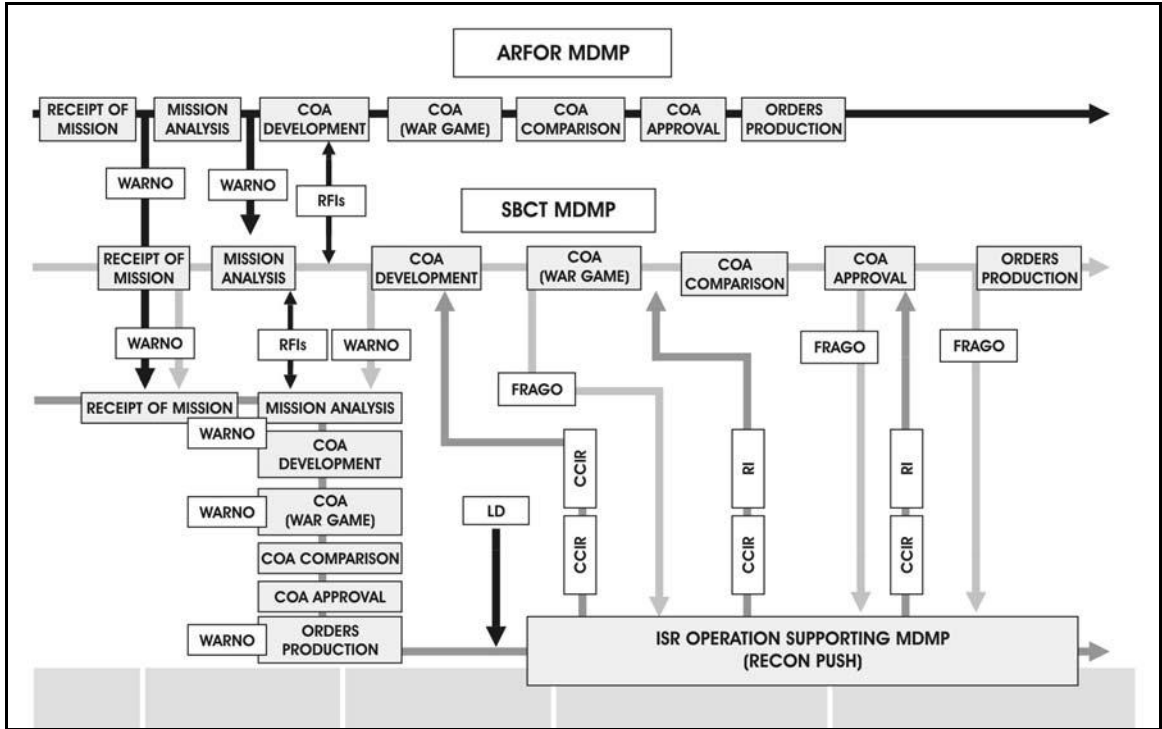 ARFOR MDMP
RECEIPT OF
MISSION
MISSION
ANALYSIS
COA
DEVELOPMENT
COA
(WAR GAME)
COA
COMPARISON
COA
APPROVAL
ORDERS
PRODUCTION
WARNO
WARNO
RFIs
SBCT MDMP
RECEIPT OF
MISSION
MISSION
ANALYSIS
COA
DEVELOPMENT
COA
(WAR GAME)
COA
COMPARISON
COA
APPROVAL
ORDERS
PRODUCTION
WARNO
RFIs
WARNO
FRAGO
FRAGO
FRAGO
RECEIPT OF MISSION
MISSION ANALYSIS
WARNO
COA
DEVELOPMENT
WARNO
COA
(WAR GAME)
COA COMPARISON
COA APPROVAL
WARNO
ORDERS
PRODUCTION
LD
CCIR
CCIR
RI
CCIR
RI
CCIR
ISR OPERATION SUPPORTING MDMP
(RECON PUSH)